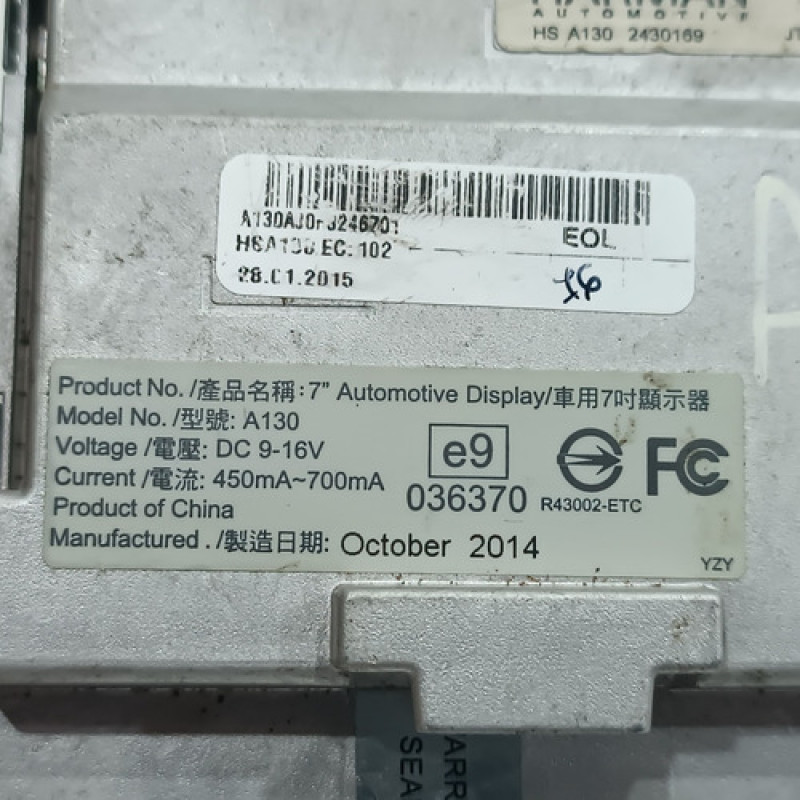 AUTOMOTIVE
HS A130 2430169
EC: 102
EOL
28.01.2015
Product No. /產品名稱:7" Automotive Display/車用7吋顯示器
Model No. /型號: A130
Voltage /電壓: DC 9-16V
Current /電流: 450mA~700mA
Product of China
Manufactured . /製造日期: October 2014
e9
036370
R43002-ETC
FC
YZY